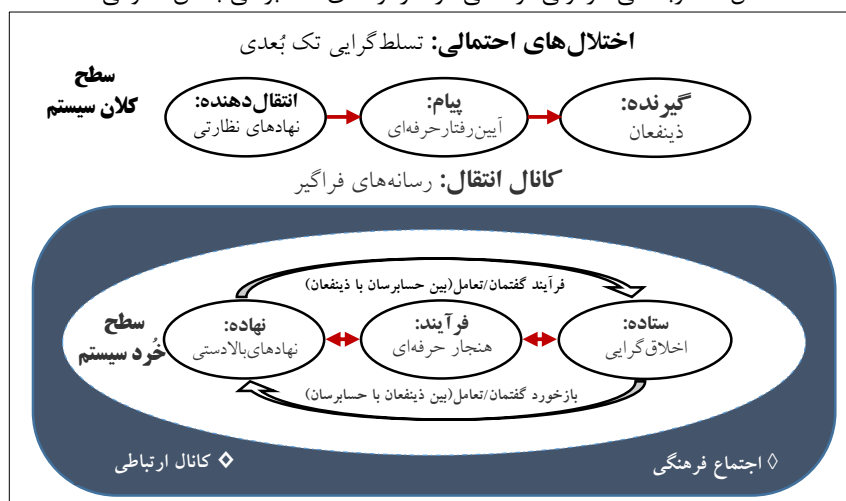 اختلال‌های احتمالی: تسلط‌گرایی تک بُعدی
سطح
کلان سیستم
انتقال‌دهنده:
نهادهای نظارتی
پیام:
آیین‌رفتارحرفه‌ای
گیرنده:
ذینفعان
کانال انتقال: رسانه‌های فراگیر
فرآیند گفتمان/تعامل(بین حسابرسان با ذینفعان)
سطح
خُرد سیستم
نهاده:
نهادهای‌بالادستی
فرآیند:
هنجار حرفه‌ای
ستاده:
اخلاق‌گرایی
بازخورد گفتمان/تعامل(بین ذینفعان با حسابرسان)
◊ اجتماع فرهنگی
◊ کانال ارتباطی